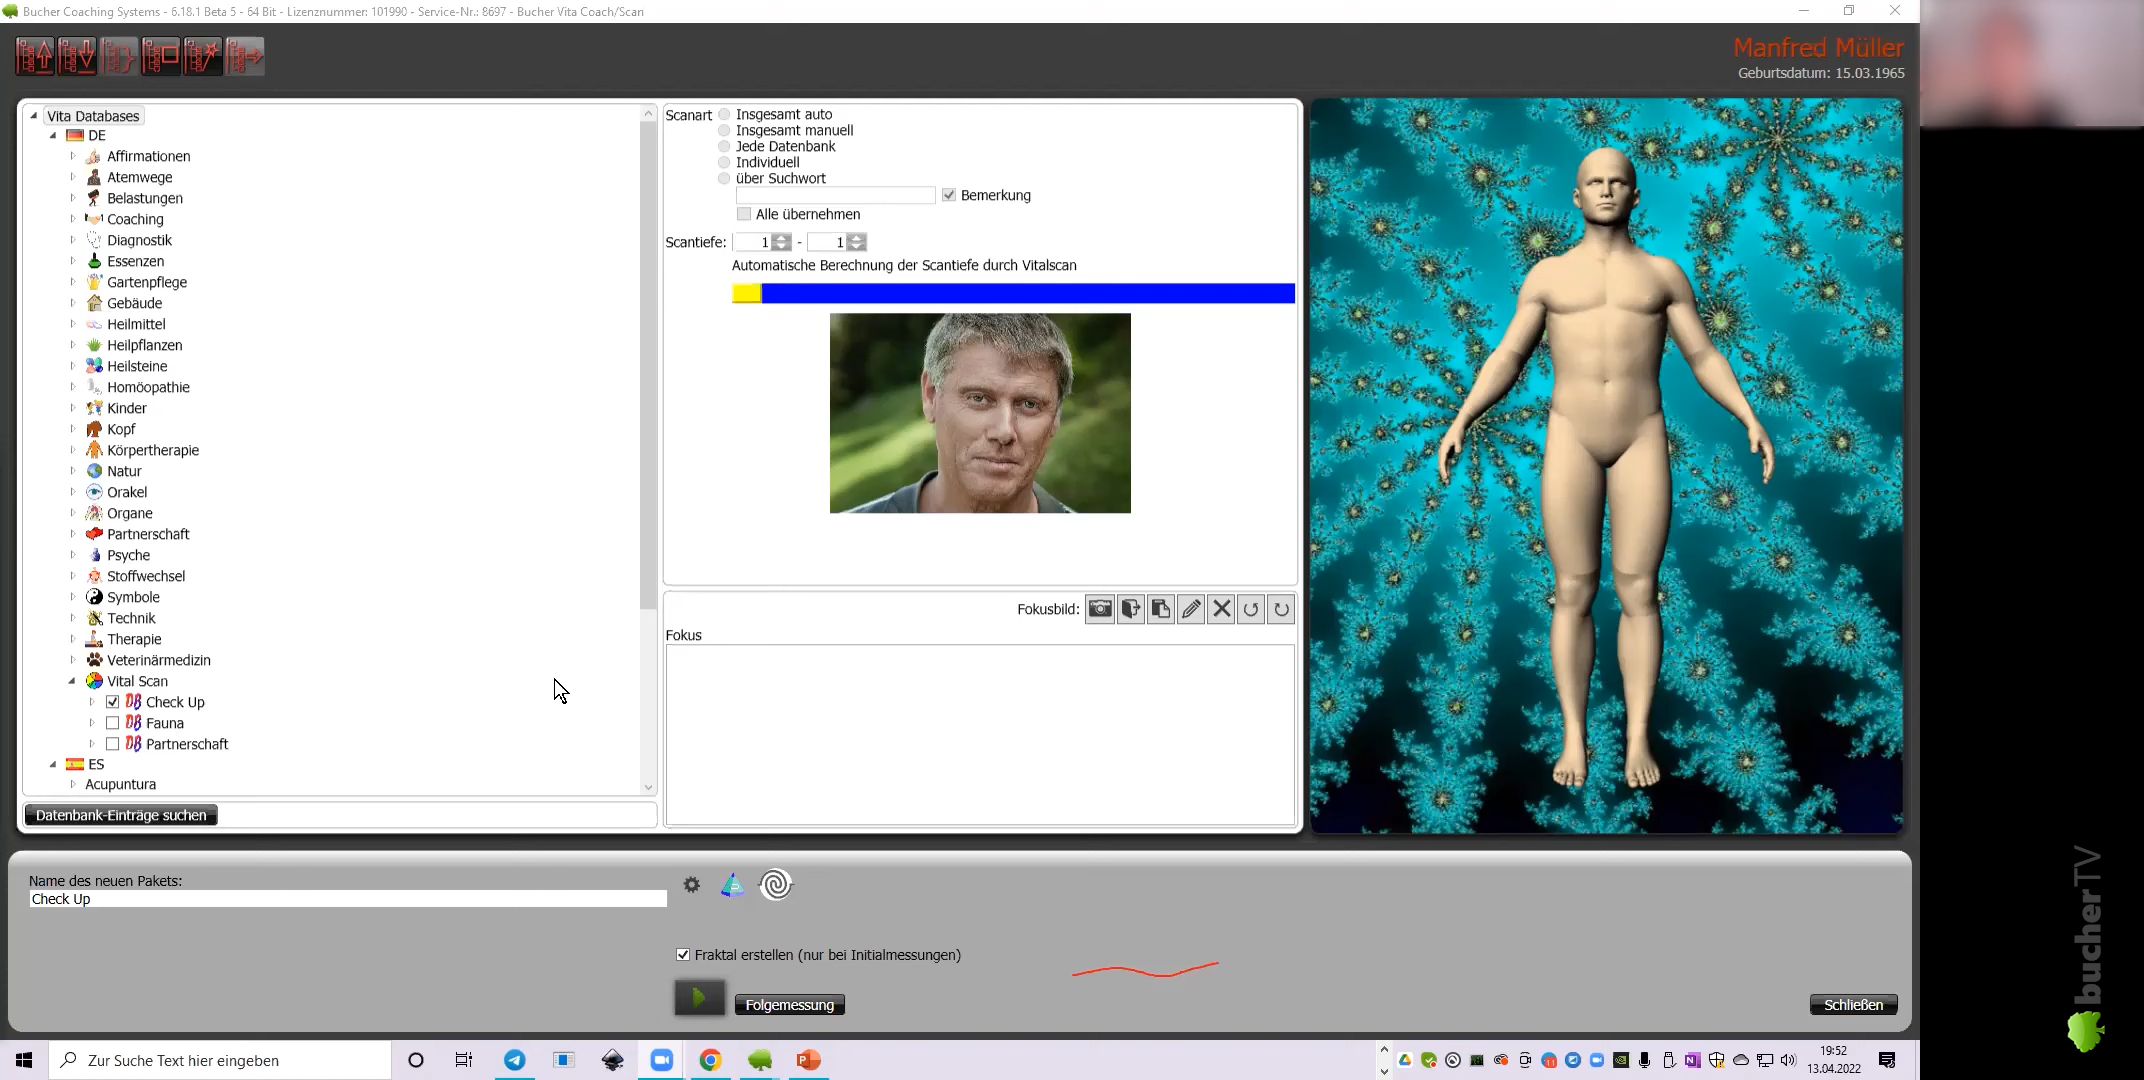 Bucher Coaching Systems - 6.18.1 Beta 5 - 64 Bit - Lizenznummer: 101990 - Service-Nr.: 8697 - Bucher Vita Coach/Scan
Manfred Müller
Geburtsdatum: 15.03.1965
Vita Databases
DE
Affirmationen
Atemwege
Belastungen
Coaching
Diagnostik
Essenzen
Gartenpflege
Gebäude
Heilmittel
Heilpflanzen
Heilsteine
Homöopathie
Kinder
Kopf
Körpertherapie
Natur
Orakel
Organe
Partnerschaft
Psyche
Stoffwechsel
Symbole
Technik
Therapie
Veterinärmedizin
Vital Scan
DB Check Up
DB Fauna
DB Partnerschaft
ES
Acupuntura
Datenbank-Einträge suchen
Scanart
Insgesamt auto
Insgesamt manuell
Jede Datenbank
Individuell
über Suchwort
Bemerkung
Alle übernehmen
Scantiefe: 1 - 1
Automatische Berechnung der Scantiefe durch Vitalscan
Fokusbild:
Fokus
Name des neuen Pakets:
Check Up
Fraktal erstellen (nur bei Initialmessungen)
Folgemessung
Schließen
bucherTV
Zur Suche Text hier eingeben
19:52
13.04.2022